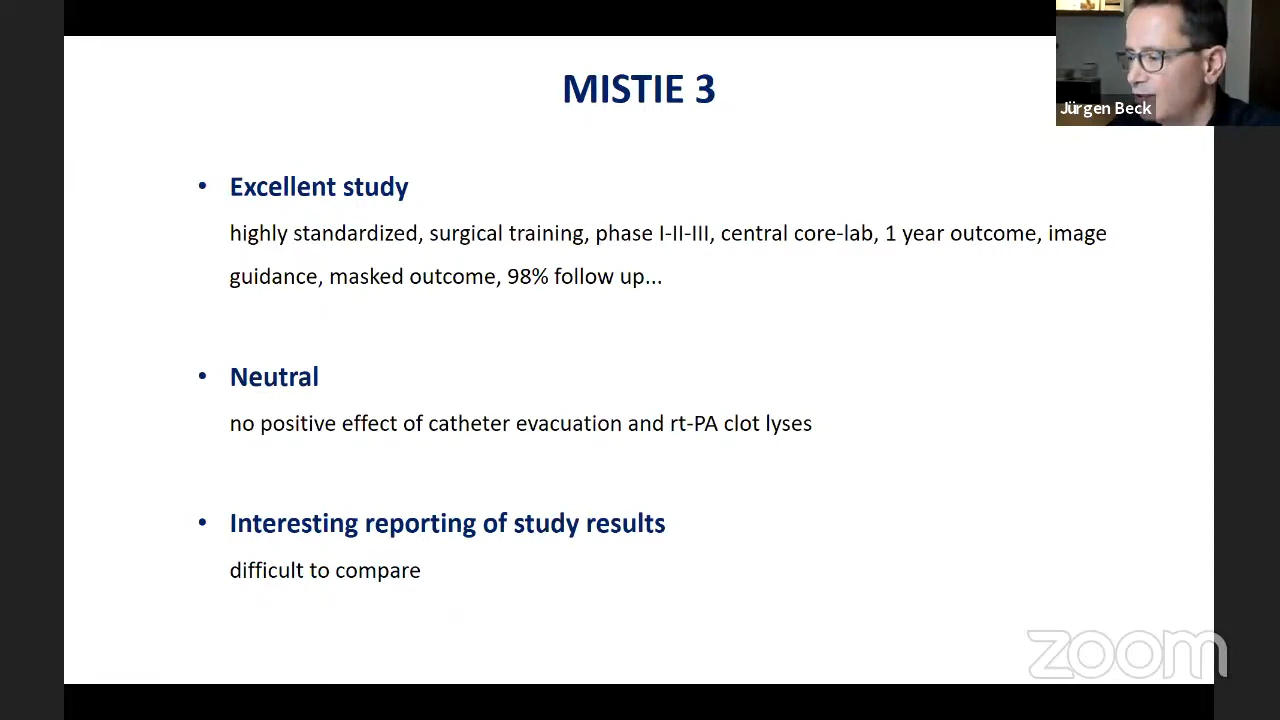 MISTIE 3
Jürgen Beck
• Excellent study
highly standardized, surgical training, phase I-II-III, central core-lab, 1 year outcome, image
guidance, masked outcome, 98% follow up...
• Neutral
no positive effect of catheter evacuation and rt-PA clot lyses
• Interesting reporting of study results
difficult to compare
zoom